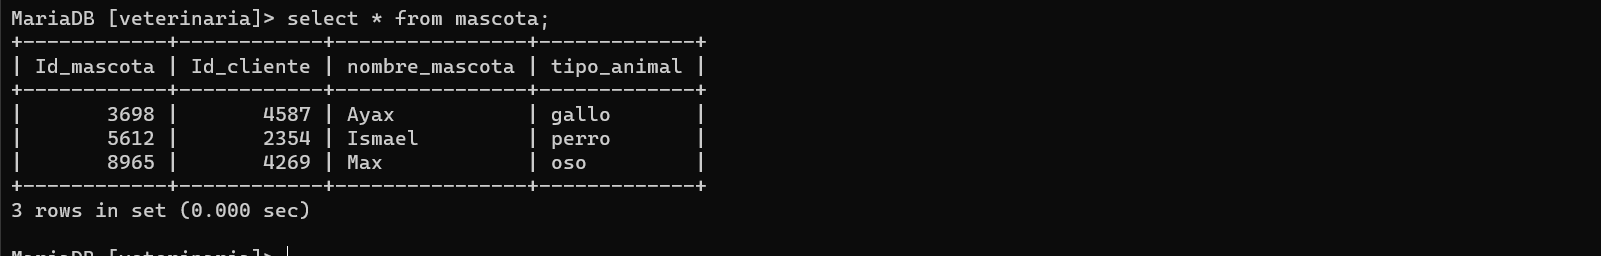 MariaDB [veterinaria]> select * from mascota;
+------------+------------+----------------+-------------+
| Id_mascota | Id_cliente | nombre_mascota | tipo_animal |
+------------+------------+----------------+-------------+
|       3698 |       4587 | Ayax           | gallo       |
|       5612 |       2354 | Ismael         | perro       |
|       8965 |       4269 | Max            | oso         |
+------------+------------+----------------+-------------+
3 rows in set (0.000 sec)
MariaDB [veterinaria]>